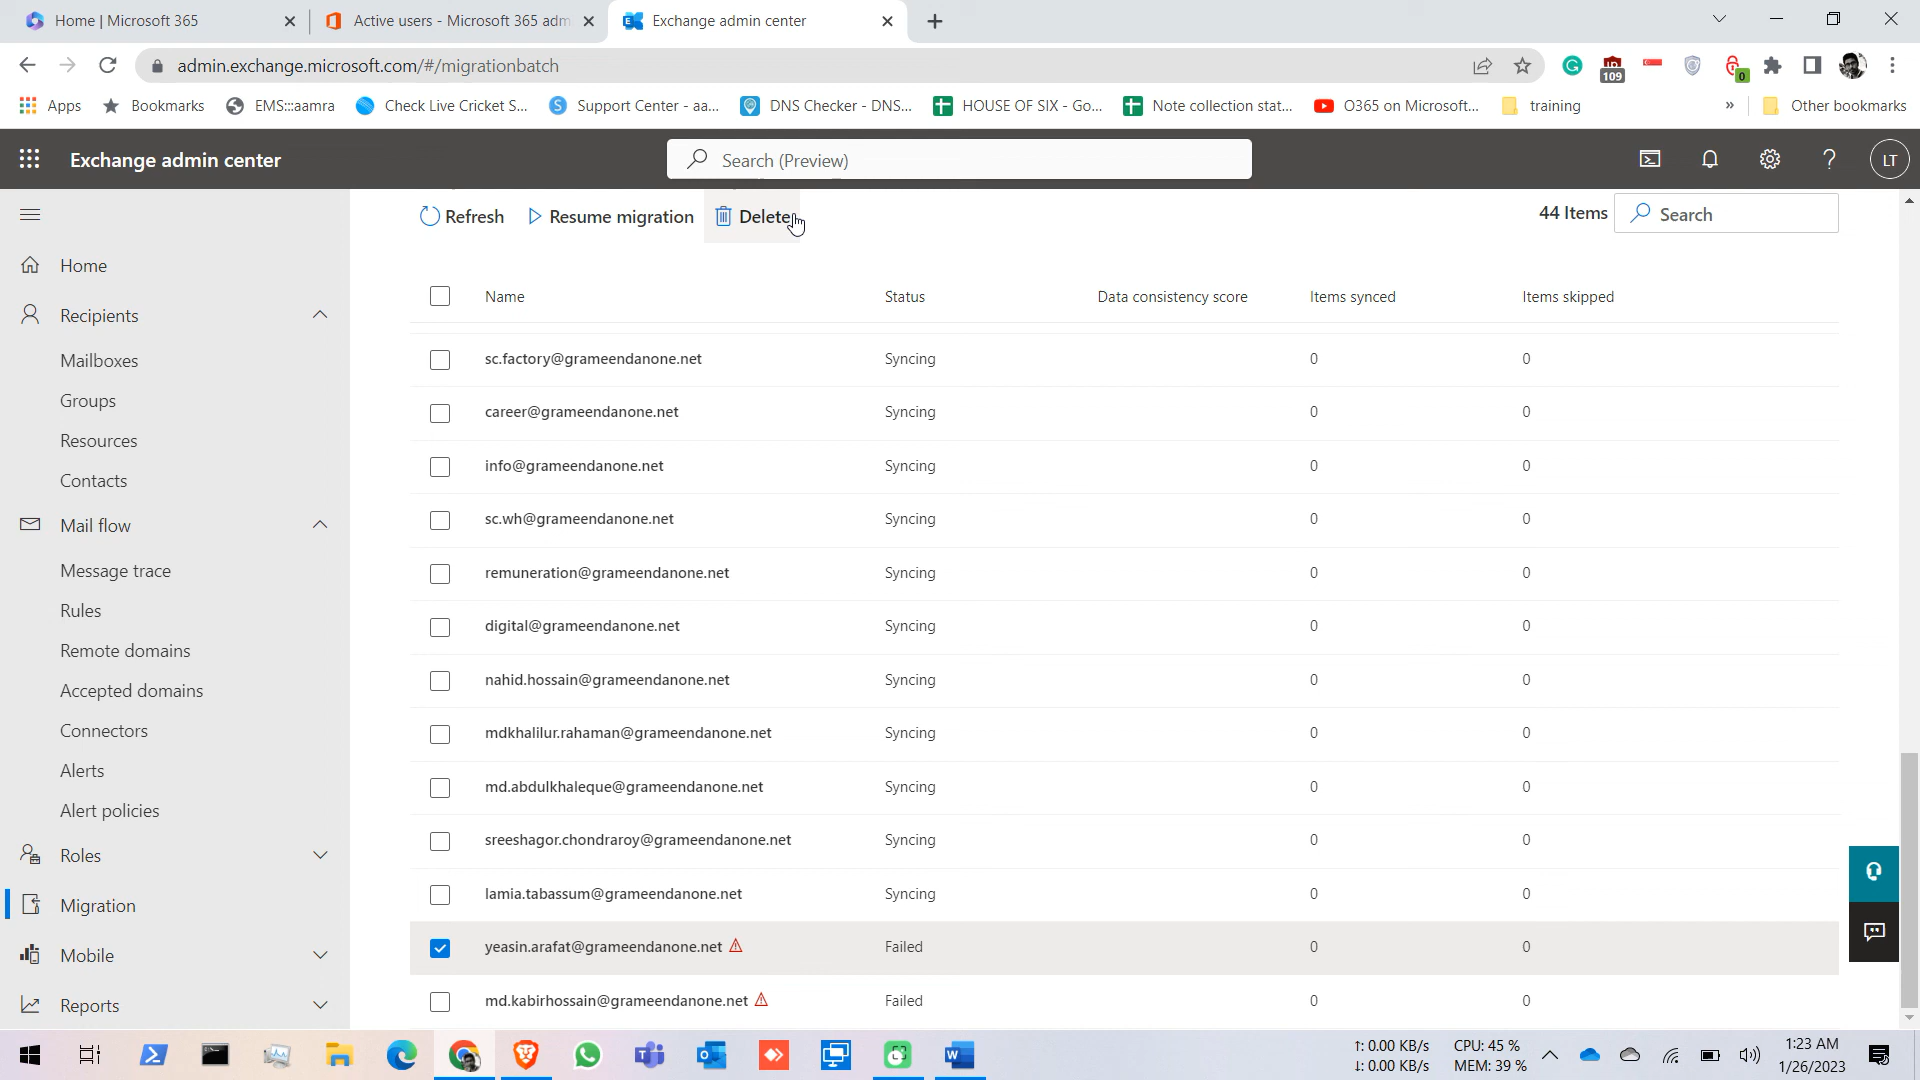 Home | Microsoft 365
Active users - Microsoft 365 adm
Exchange admin center
admin.exchange.microsoft.com/#/migrationbatch
109
0
Apps
Bookmarks
EMS:::aamra
Check Live Cricket S...
Support Center - aa...
DNS Checker - DNS...
HOUSE OF SIX - Go...
Note collection stat...
O365 on Microsoft...
training
»
Other bookmarks
Exchange admin center
Search (Preview)
?
LT
Refresh
Resume migration
Delete
44 Items
Search
Home
Recipients
Mailboxes
Groups
Resources
Contacts
Mail flow
Message trace
Rules
Remote domains
Accepted domains
Connectors
Alerts
Alert policies
Roles
Migration
Mobile
Reports
Name Status Data consistency score Items synced Items skipped
sc.factory@grameendanone.net Syncing 0 0
career@grameendanone.net Syncing 0 0
info@grameendanone.net Syncing 0 0
sc.wh@grameendanone.net Syncing 0 0
remuneration@grameendanone.net Syncing 0 0
digital@grameendanone.net Syncing 0 0
nahid.hossain@grameendanone.net Syncing 0 0
mdkhalilur.rahaman@grameendanone.net Syncing 0 0
md.abdulkhaleque@grameendanone.net Syncing 0 0
sreeshagor.chondraroy@grameendanone.net Syncing 0 0
lamia.tabassum@grameendanone.net Syncing 0 0
yeasin.arafat@grameendanone.net Failed 0 0
md.kabirhossain@grameendanone.net Failed 0 0
↑: 0.00 KB/s CPU: 45 %
↓: 0.00 KB/s MEM: 39 %
1:23 AM
1/26/2023